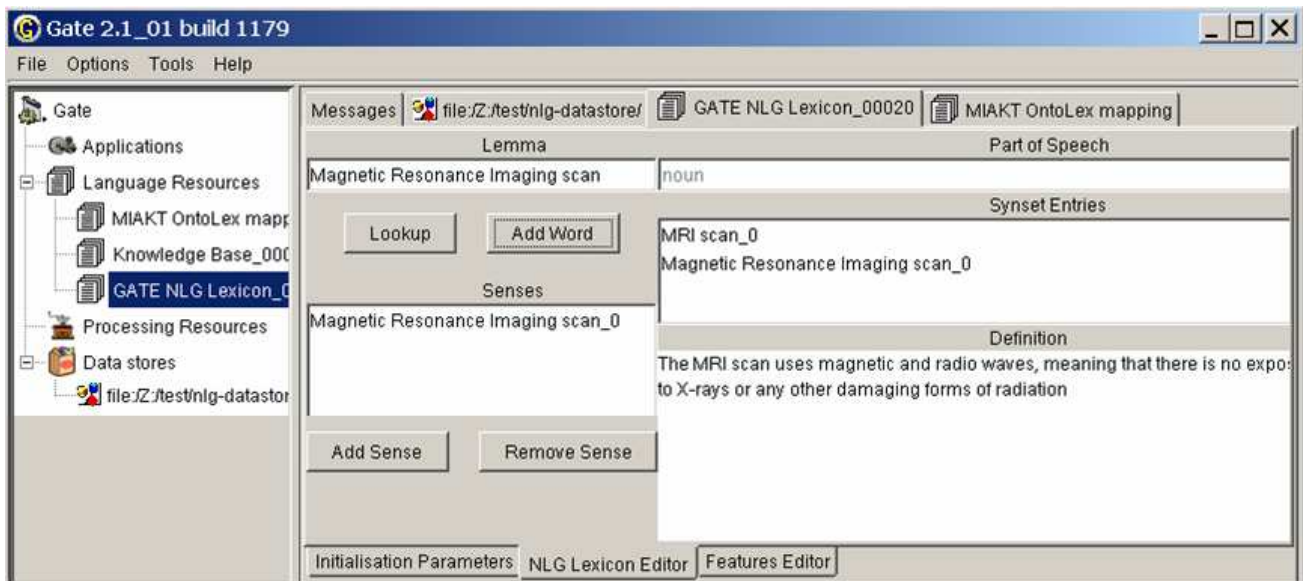 Gate 2.1_01 build 1179
File Options Tools Help
Gate
Applications
Language Resources
MIAKT OntoLex mapp
Knowledge Base_000
GATE NLG Lexicon_0
Processing Resources
Data stores
file:/Z:/test/nlg-datastor
Messages file:/Z:/test/nlg-datastore/ GATE NLG Lexicon_00020 MIAKT OntoLex mapping
Lemma
Magnetic Resonance Imaging scan
Lookup Add Word
Senses
Magnetic Resonance Imaging scan_0
Add Sense Remove Sense
Part of Speech
noun
Synset Entries
MRI scan_0
Magnetic Resonance Imaging scan_0
Definition
The MRI scan uses magnetic and radio waves, meaning that there is no expo
to X-rays or any other damaging forms of radiation
Initialisation Parameters NLG Lexicon Editor Features Editor